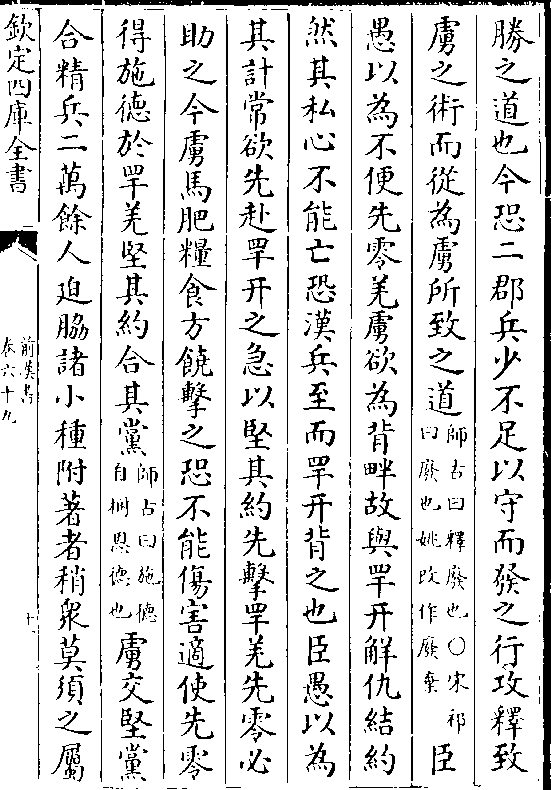 勝之道也今恐二郡兵少不足以守而發之行攻釋致
虜之術而從為虜所致之道師古曰釋廢也○宋祁曰廢也姚改作廢棄臣
愚以為不便先零羌虜欲為背畔故與罕幵解仇結約
然其私心不能亡恐漢兵至而罕幵背之也臣愚以為
其計常欲先赴罕幵之急以堅其約先擊罕羌先零必
助之今虜馬肥糧食方饒擊之恐不能傷害適使先零
得施德於罕羌堅其約合其黨師古曰施德自樹恩德也虜交堅黨
合精兵二萬餘人迫脇諸小種附著者稍衆莫須之屬
欽定四庫全書
前漢書
卷六十九
十